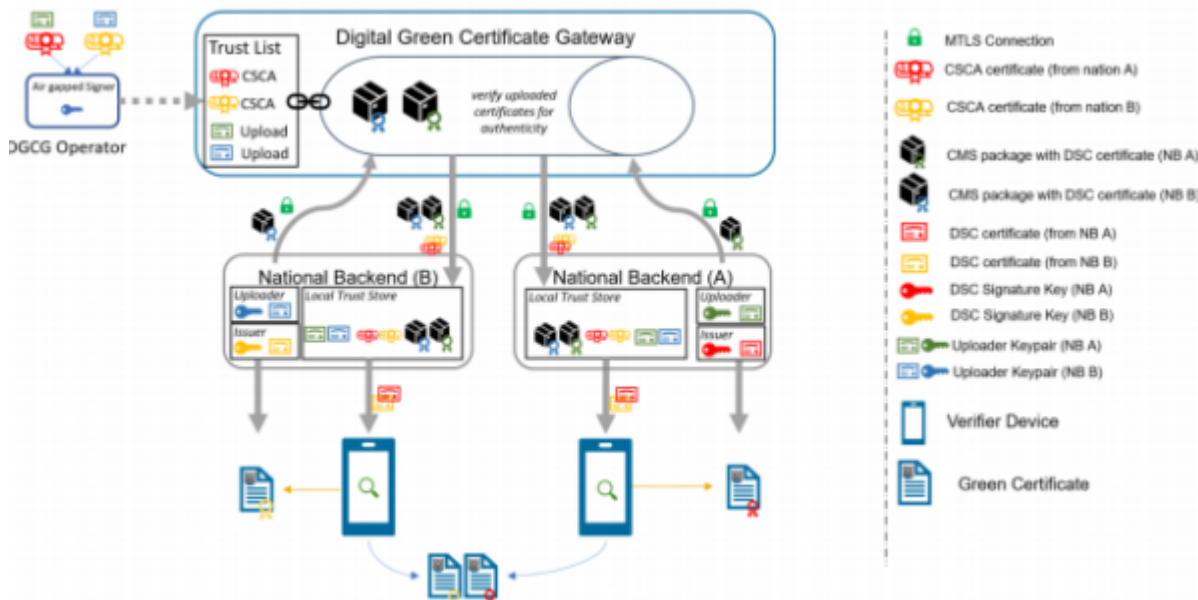 Digital Green Certificate Gateway
Trust List
CSCA
CSCA
Upload
Upload
verify uploaded
certificates for
authenticity
Air gapped Signer
DGCG Operator
National Backend (B)
Uploader
Issuer
Local Trust Store
National Backend (A)
Local Trust Store
Uploader
Issuer
MTLS Connection
CSCA certificate (from nation A)
CSCA certificate (from nation B)
CMS package with DSC certificate (NB A)
CMS package with DSC certificate (NB B)
DSC certificate (from NB A)
DSC certificate (from NB B)
DSC Signature Key (NB A)
DSC Signature Key (NB B)
Uploader Keypair (NB A)
Uploader Keypair (NB B)
Verifier Device
Green Certificate